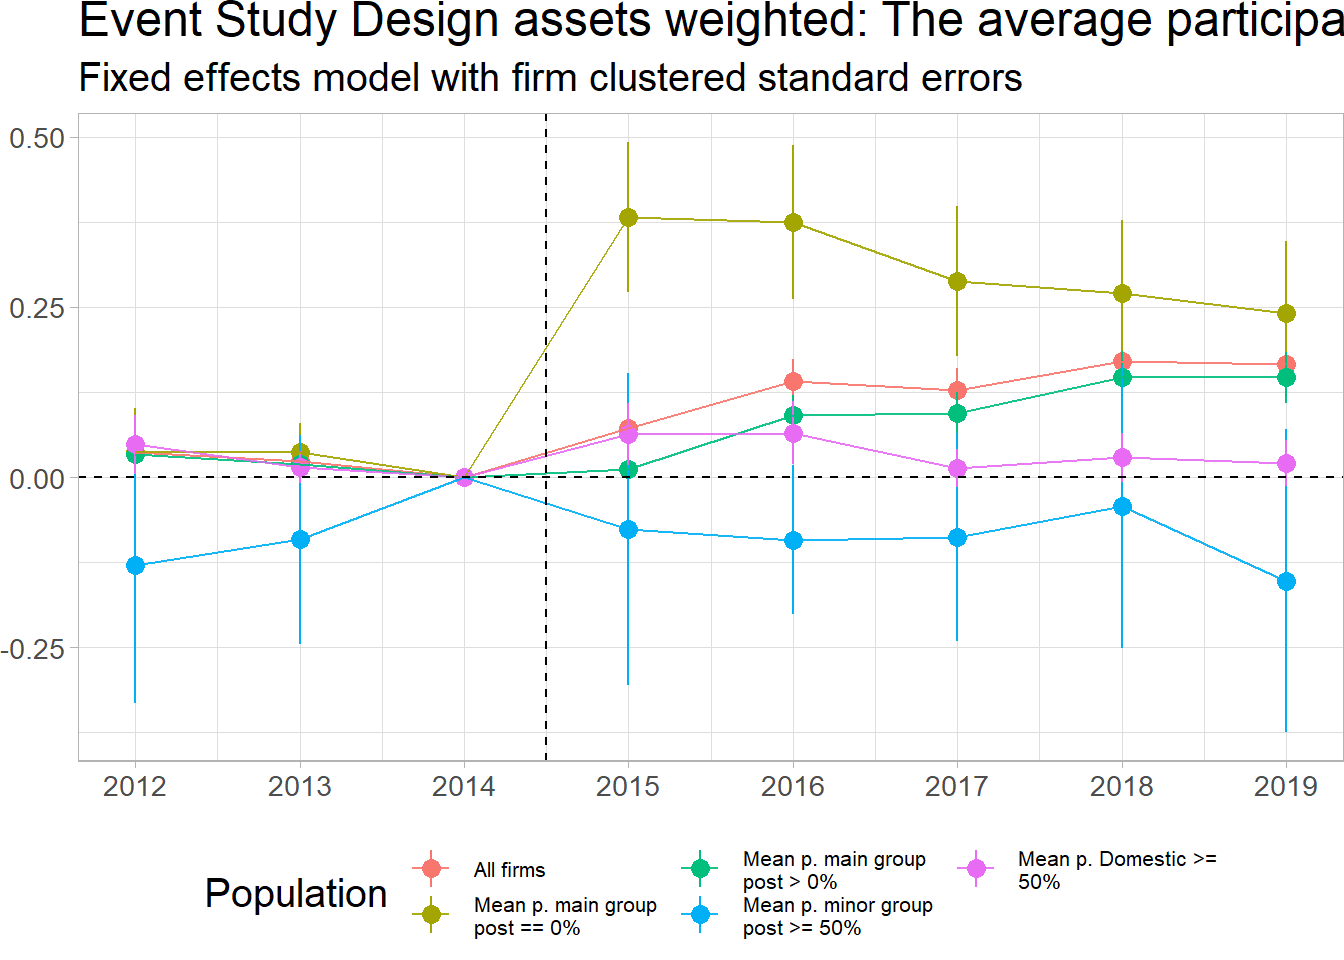 Event Study Design assets weighted: The average participa
Fixed effects model with firm clustered standard errors
0.50
0.25
0.00
-0.25
2012 2013 2014 2015 2016 2017 2018 2019
Population
All firms
Mean p. main group
post == 0%
Mean p. main group
post > 0%
Mean p. minor group
post >= 50%
Mean p. Domestic >=
50%